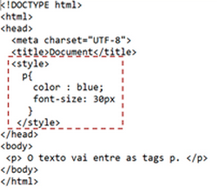 <!DOCTYPE html>
<html>
<head>
<meta charset="UTF-8">
<title>Document</title>
<style>
p{
color : blue;
font-size: 30px
}
</style>
</head>
<body>
<p> O texto vai entre as tags p. </p>
</body>
</html>